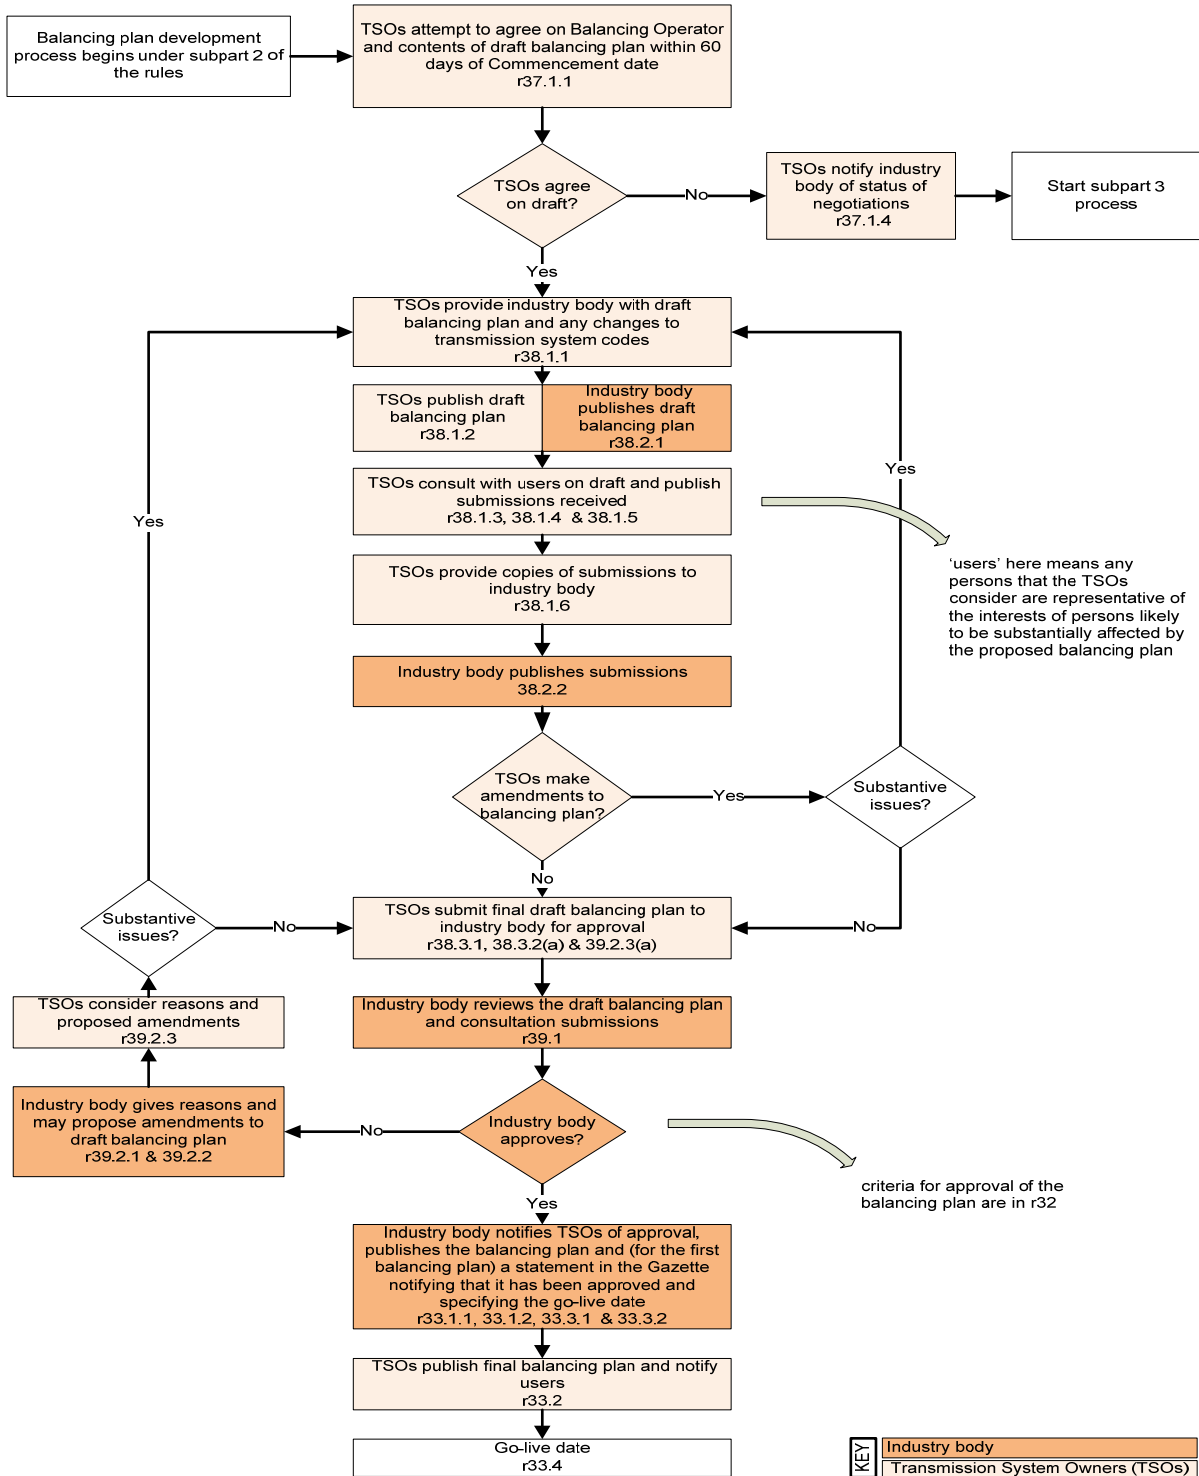 Balancing plan development
process begins under subpart 2 of
the rules
TSOs attempt to agree on Balancing Operator
and contents of draft balancing plan within 60
days of Commencement date
r37.1.1
TSOs agree
on draft?
No
TSOs notify industry
body of status of
negotiations
r37.1.4
Start subpart 3
process
Yes
TSOs provide industry body with draft
balancing plan and any changes to
transmission system codes
r38.1.1
TSOs publish draft
balancing plan
r38.1.2
Industry body
publishes draft
balancing plan
r38.2.1
TSOs consult with users on draft and publish
submissions received
r38.1.3, 38.1.4 & 38.1.5
Yes
Yes
'users' here means any
persons that the TSOs
consider are representative of
the interests of persons likely
to be substantially affected by
the proposed balancing plan
TSOs provide copies of submissions to
industry body
r38.1.6
Industry body publishes submissions
38.2.2
TSOs make
amendments to
balancing plan?
Yes
Substantive
issues?
No
Substantive
issues?
No
TSOs submit final draft balancing plan to
industry body for approval
r38.3.1, 38.3.2(a) & 39.2.3(a)
No
TSOs consider reasons and
proposed amendments
r39.2.3
Industry body reviews the draft balancing plan
and consultation submissions
r39.1
Industry body gives reasons and
may propose amendments to
draft balancing plan
r39.2.1 & 39.2.2
No
Industry body
approves?
criteria for approval of the
balancing plan are in r32
Yes
Industry body notifies TSOs of approval,
publishes the balancing plan and (for the first
balancing plan) a statement in the Gazette
notifying that it has been approved and
specifying the go-live date
r33.1.1, 33.1.2, 33.3.1 & 33.3.2
TSOs publish final balancing plan and notify
users
r33.2
Go-live date
r33.4
KEY
Industry body
Transmission System Owners (TSOs)